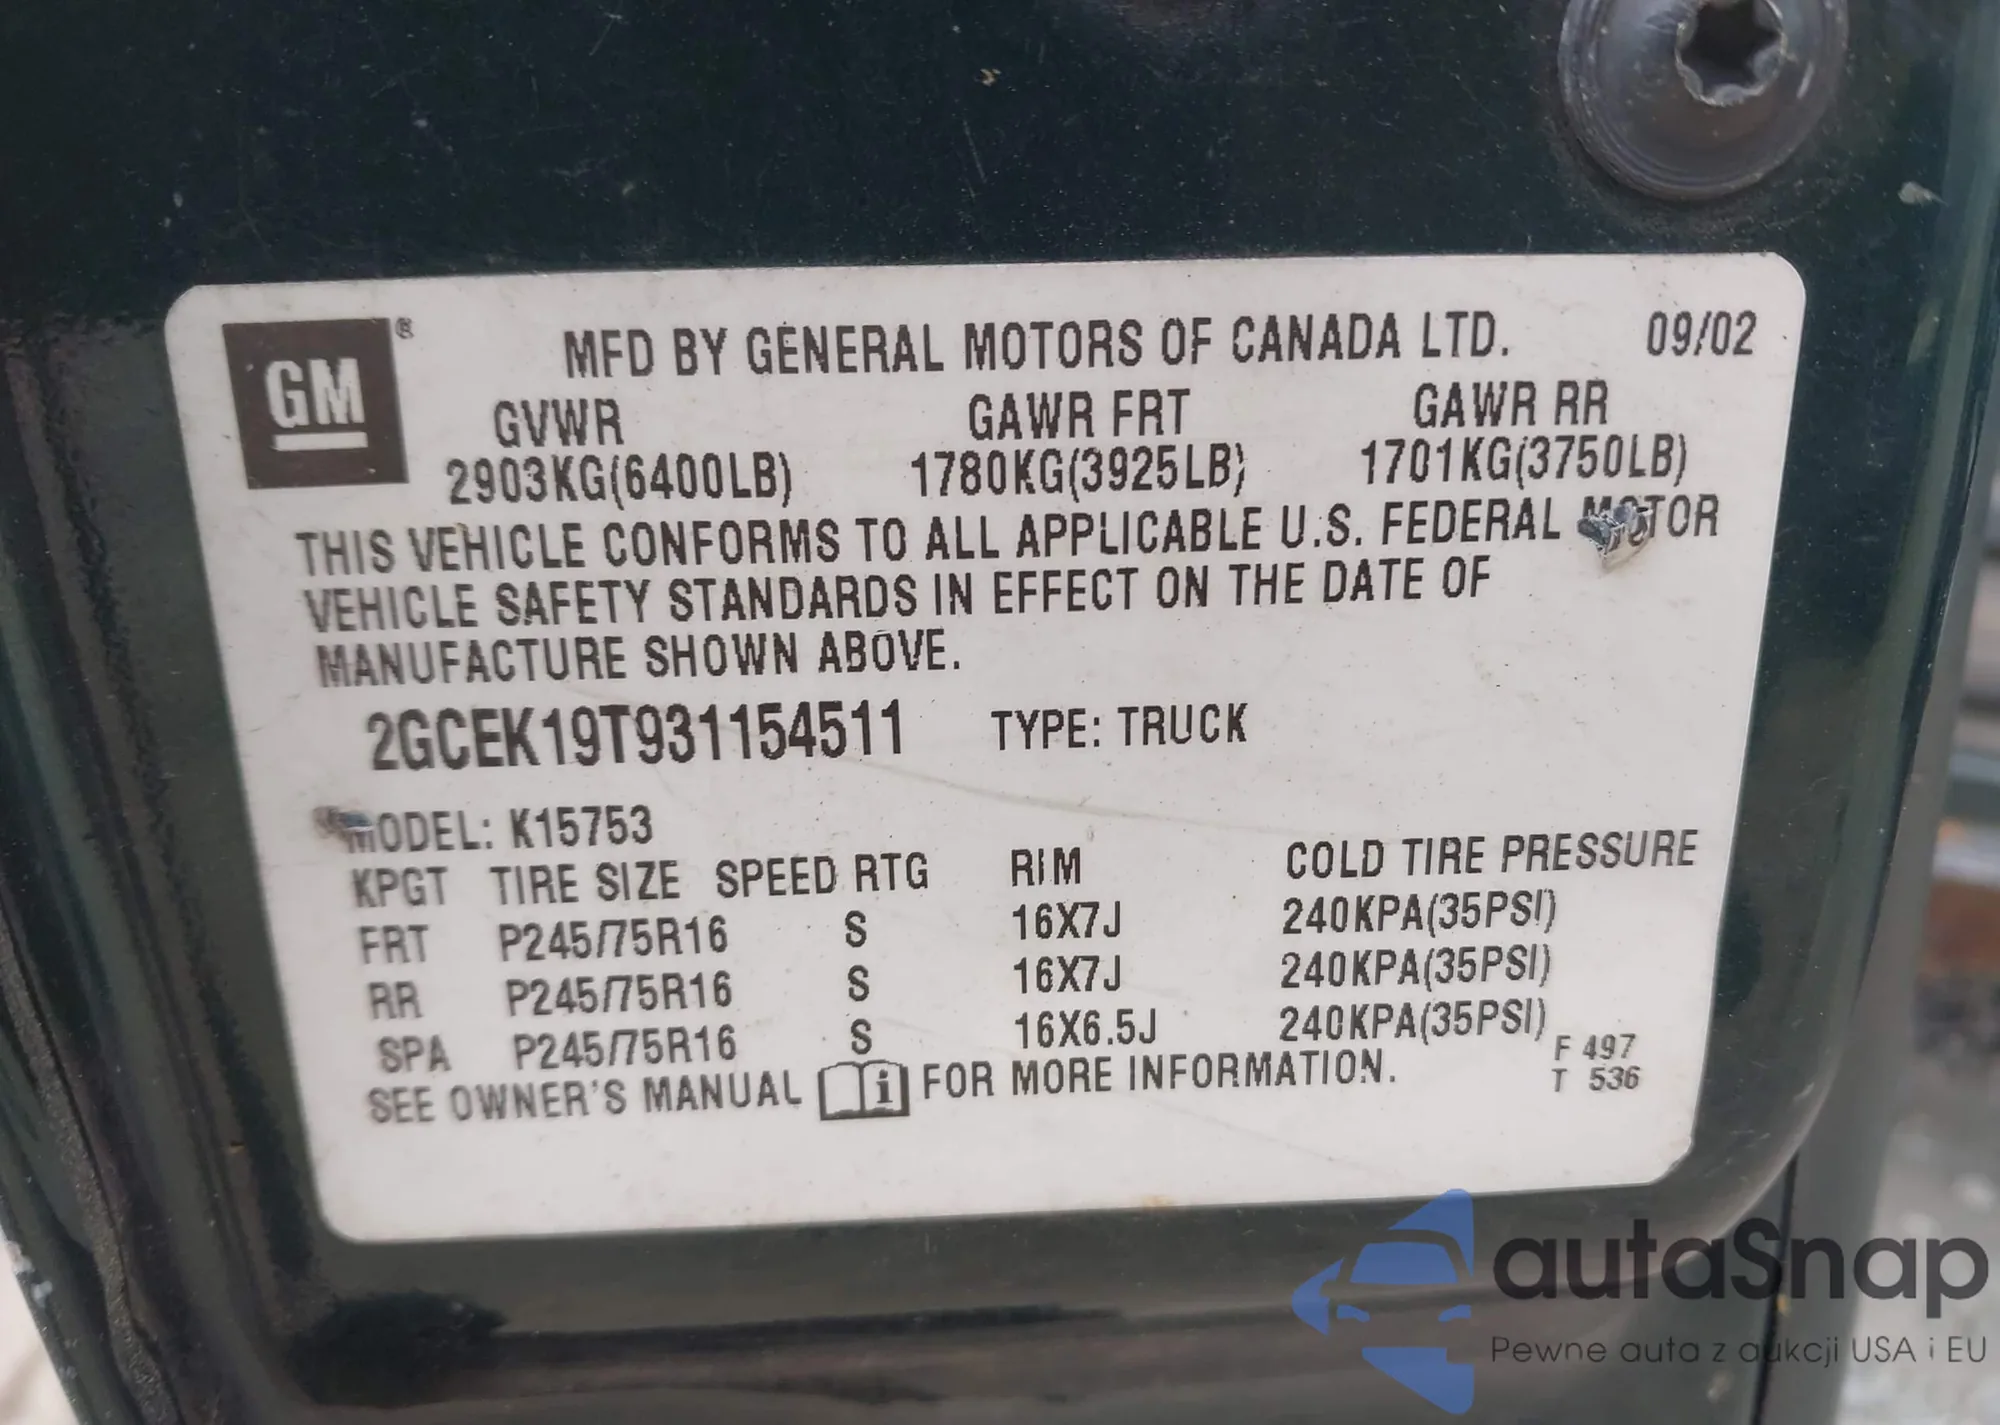 GM ®
MFD BY GENERAL MOTORS OF CANADA LTD. 09/02
GVWR GAWR FRT GAWR RR
2903KG(6400LB) 1780KG(3925LB) 1701KG(3750LB)
THIS VEHICLE CONFORMS TO ALL APPLICABLE U.S. FEDERAL MOTOR
VEHICLE SAFETY STANDARDS IN EFFECT ON THE DATE OF
MANUFACTURE SHOWN ABOVE.
2GCEK19T931154511 TYPE: TRUCK
MODEL: K15753
KPGT TIRE SIZE SPEED RTG RIM COLD TIRE PRESSURE
FRT P245/75R16 S 16X7J 240KPA(35PSI)
RR P245/75R16 S 16X7J 240KPA(35PSI)
SPA P245/75R16 S 16X6.5J 240KPA(35PSI)
SEE OWNER'S MANUAL i FOR MORE INFORMATION.
F 497
T 536
autaSnap
Pewne auta z aukcji USA i EU